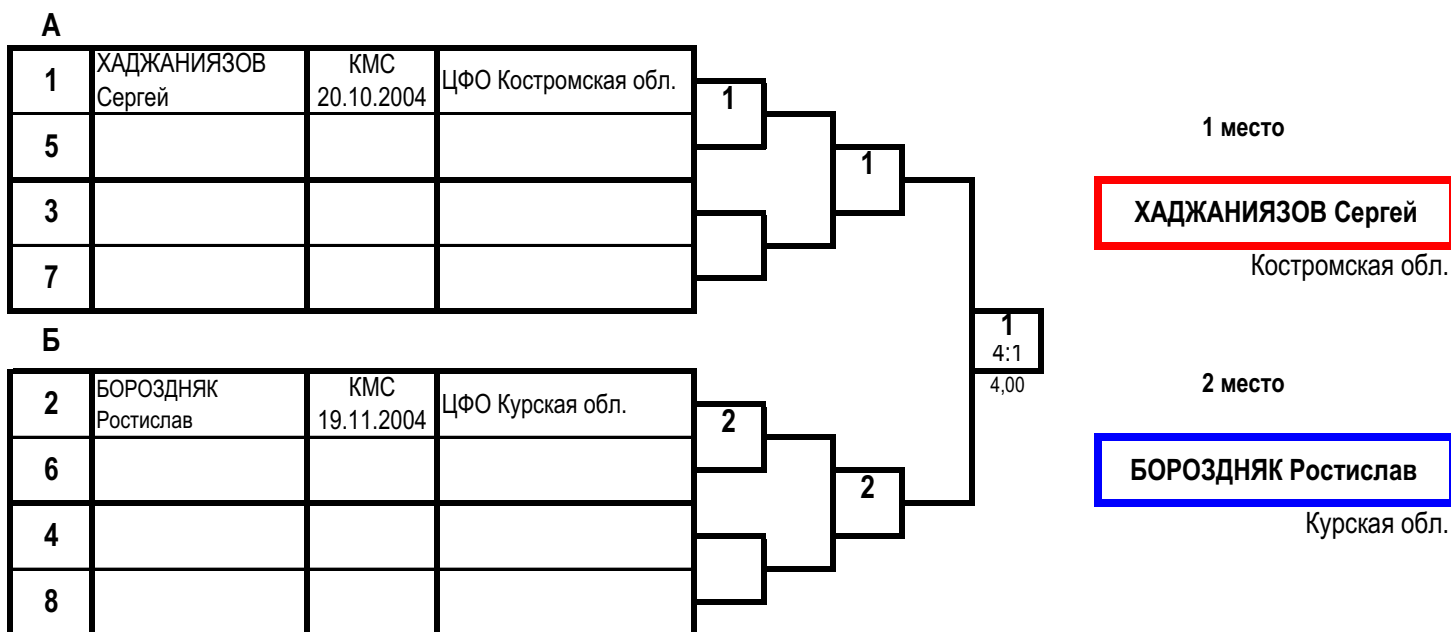 А
1 ХАДЖАНИЯЗОВ Сергей КМС 20.10.2004 ЦФО Костромская обл.
5
3
7
1
1
Б
2 БОРОЗДНЯК Ростислав КМС 19.11.2004 ЦФО Курская обл.
6
4
8
2
2
1
4:1
4,00
1 место
ХАДЖАНИЯЗОВ Сергей
Костромская обл.
2 место
БОРОЗДНЯК Ростислав
Курская обл.